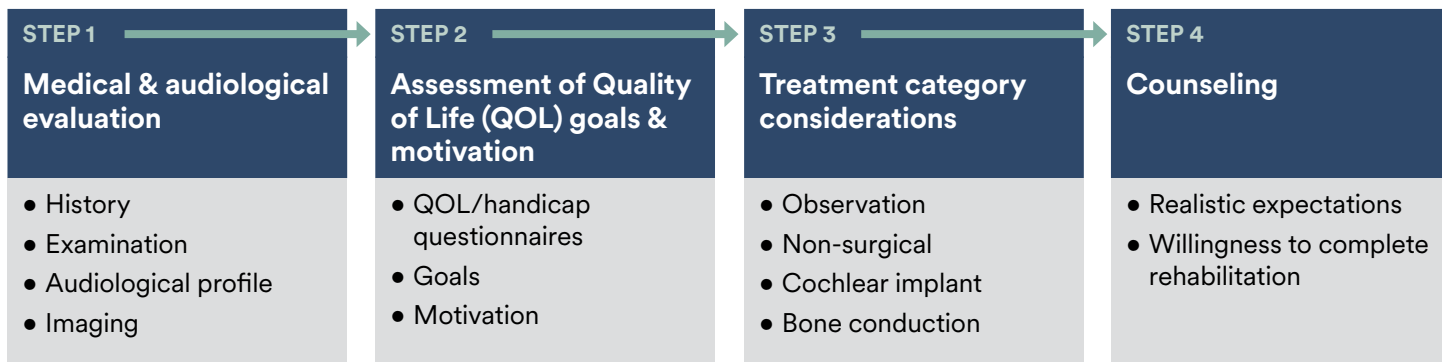 STEP 1
Medical & audiological
evaluation
● History
● Examination
● Audiological profile
● Imaging
STEP 2
Assessment of Quality
of Life (QOL) goals &
motivation
● QOL/handicap
questionnaires
● Goals
● Motivation
STEP 3
Treatment category
considerations
● Observation
● Non-surgical
● Cochlear implant
● Bone conduction
STEP 4
Counseling
● Realistic expectations
● Willingness to complete
rehabilitation